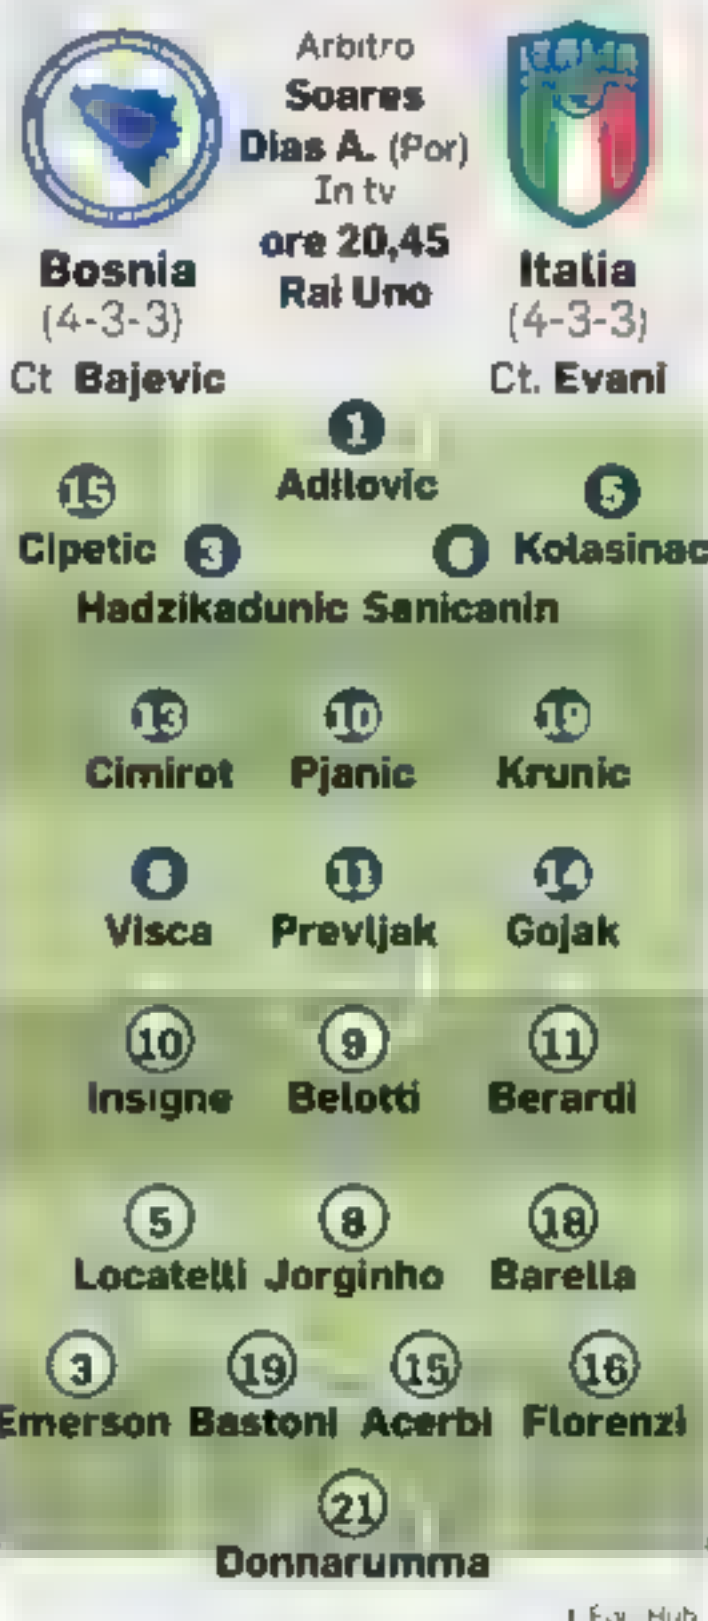 Arbitro
Soares
Dias A. (Por)
In tv
ore 20,45
Rai Uno
Bosnia
(4-3-3)
Ct Bajevic
Italia
(4-3-3)
Ct. Evani
1
Adilovic
15
Cipetic
5
Kolasinac
3
Hadzikadunic
Sanicanin
13
Cimirot
10
Pjanic
19
Krunic
Visca
11
Prevljak
14
Gojak
10
Insigne
9
Belotti
11
Berardi
5
Locatelli
8
Jorginho
18
Barella
3
Emerson
19
Bastoni
15
Acerbi
16
Florenzi
21
Donnarumma